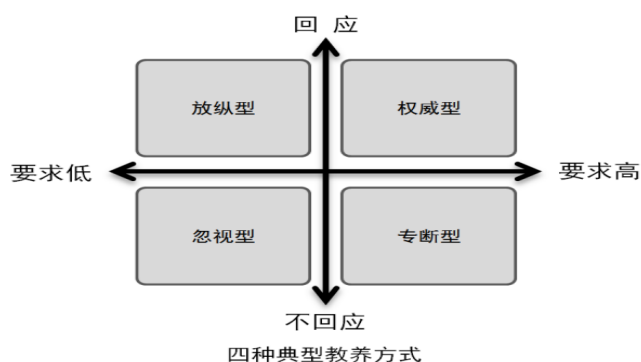 回 应
放纵型 权威型
要求低 要求高
忽视型 专断型
不回应
四种典型教养方式